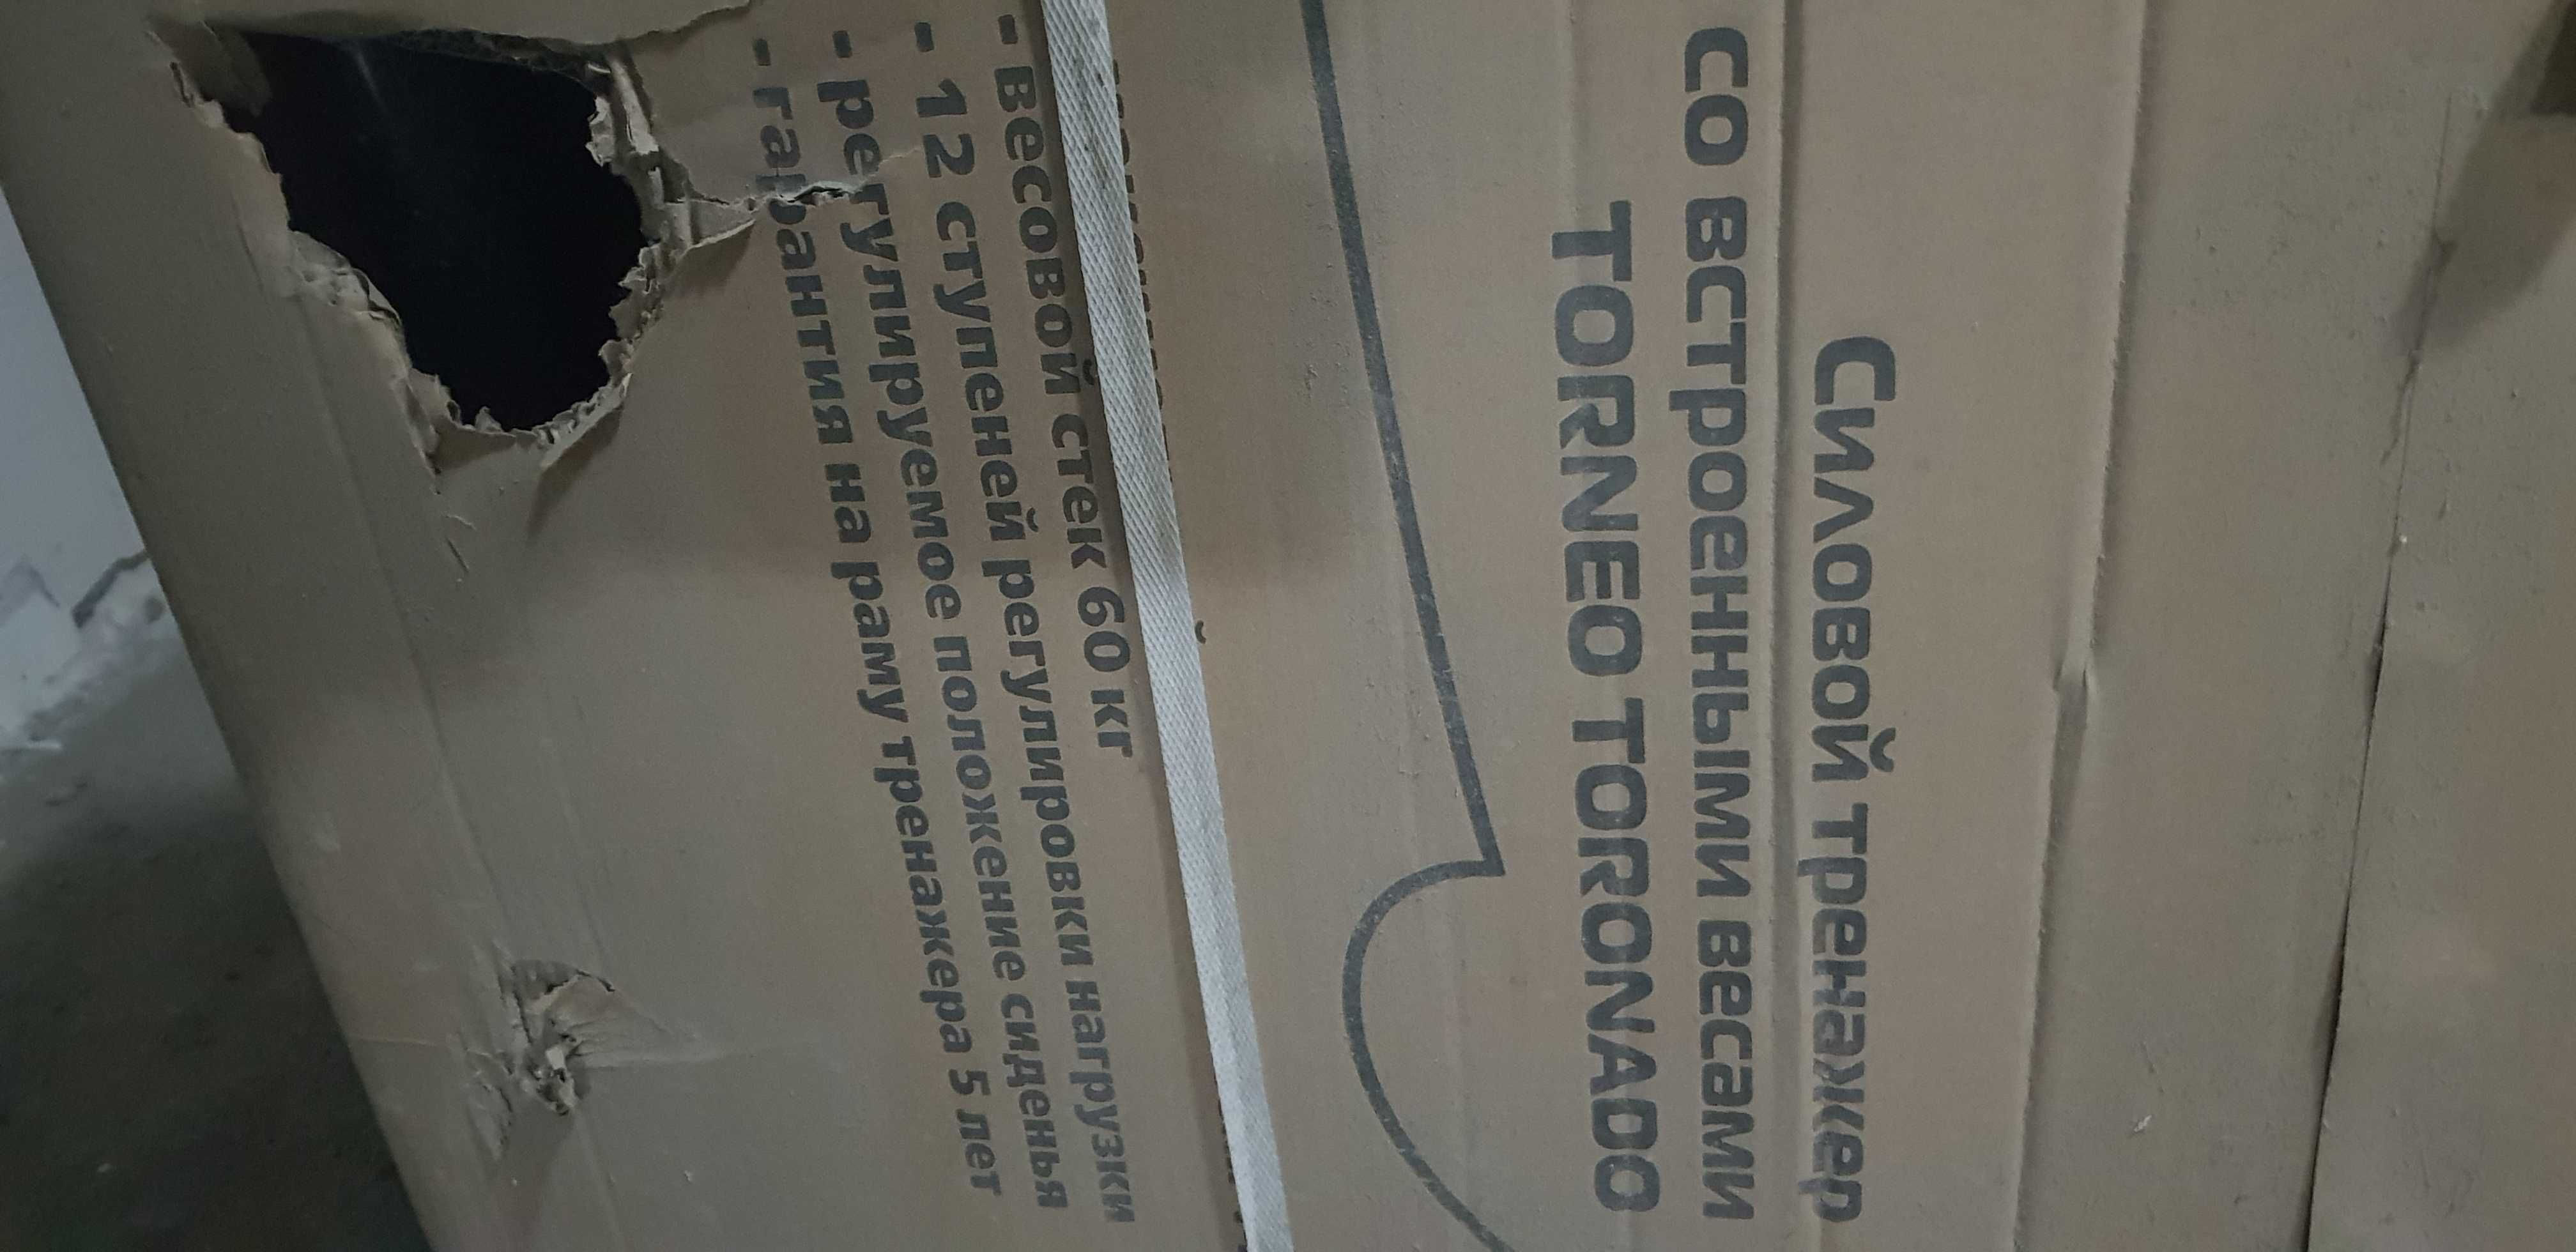 Силовой тренажер
со встроенными весами
TORNEO TORONADO
- весовой стек 60 кг
- 12 ступеней регулировки нагрузки
- регулируемое положение сиденья
- гарантия на раму тренажера 5 лет